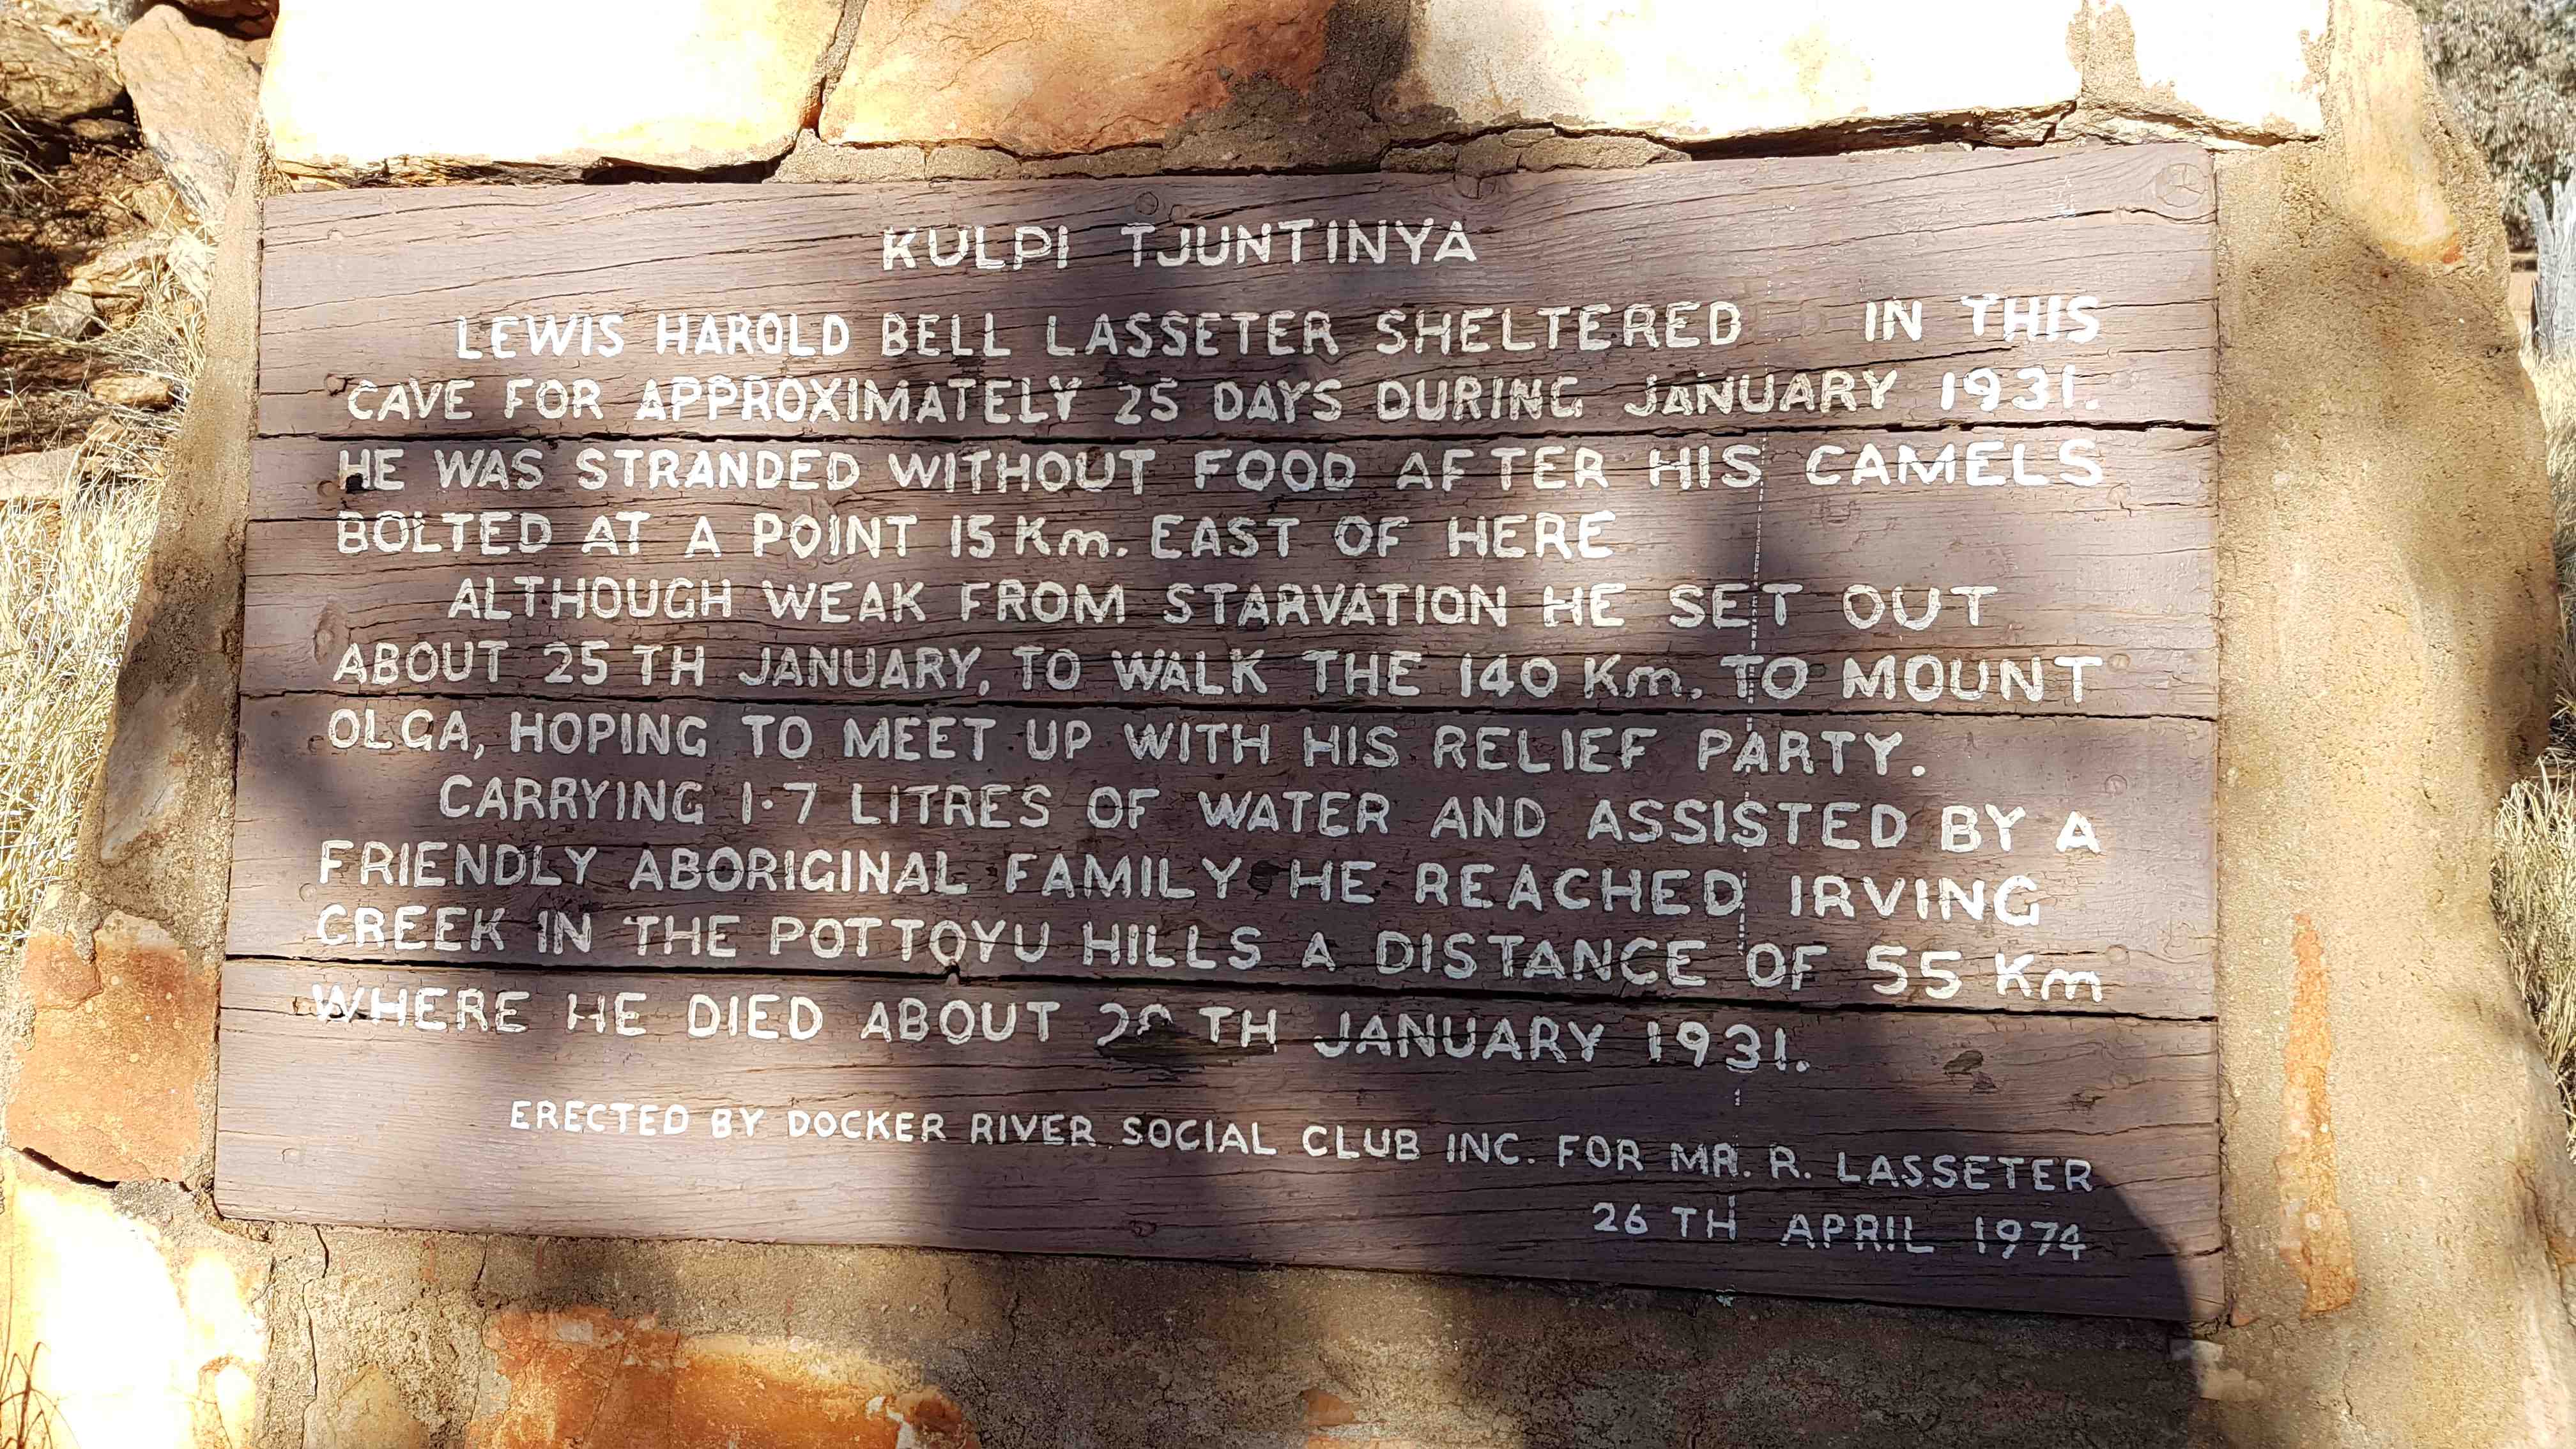 KULPI TJUNTINYA
LEWIS HAROLD BELL LASSETER SHELTERED IN THIS
CAVE FOR APPROXIMATELY 25 DAYS DURING JANUARY 1931.
HE WAS STRANDED WITHOUT FOOD AFTER HIS CAMELS
BOLTED AT A POINT 15 Km. EAST OF HERE
ALTHOUGH WEAK FROM STARVATION HE SET OUT
ABOUT 25 TH JANUARY, TO WALK THE 140 Km. TO MOUNT
OLGA, HOPING TO MEET UP WITH HIS RELIEF PARTY.
CARRYING 1·7 LITRES OF WATER AND ASSISTED BY A
FRIENDLY ABORIGINAL FAMILY HE REACHED IRVING
CREEK IN THE POTTOYU HILLS A DISTANCE OF 55 Km
WHERE HE DIED ABOUT TH JANUARY 1931.
ERECTED BY DOCKER RIVER SOCIAL CLUB INC. FOR MR. R. LASSETER
26 TH APRIL 1974